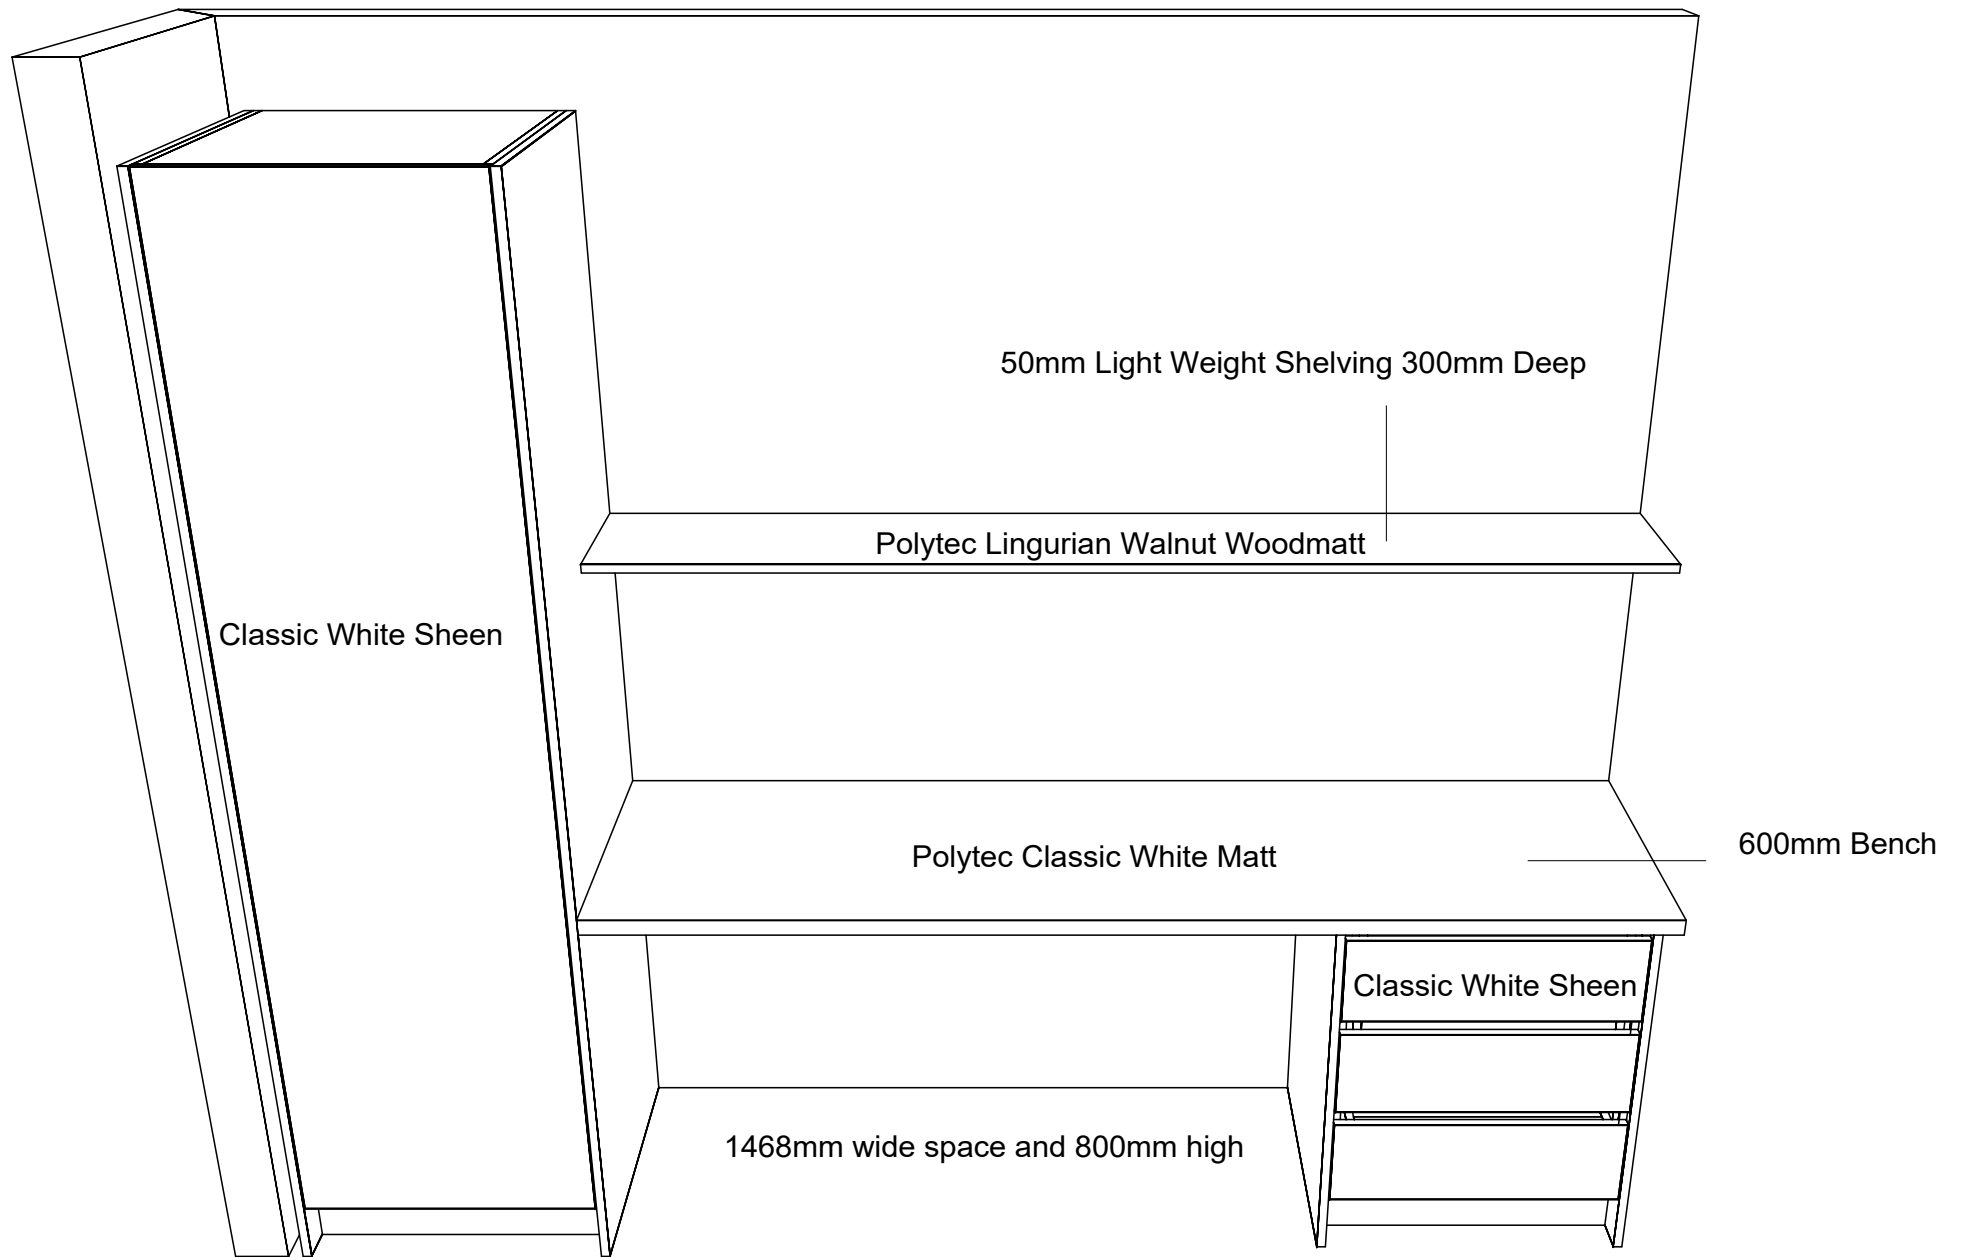 50mm Light Weight Shelving 300mm Deep
Polytec Lingurian Walnut Woodmatt
Classic White Sheen
600mm Bench
Polytec Classic White Matt
Classic White Sheen
1468mm wide space and 800mm high